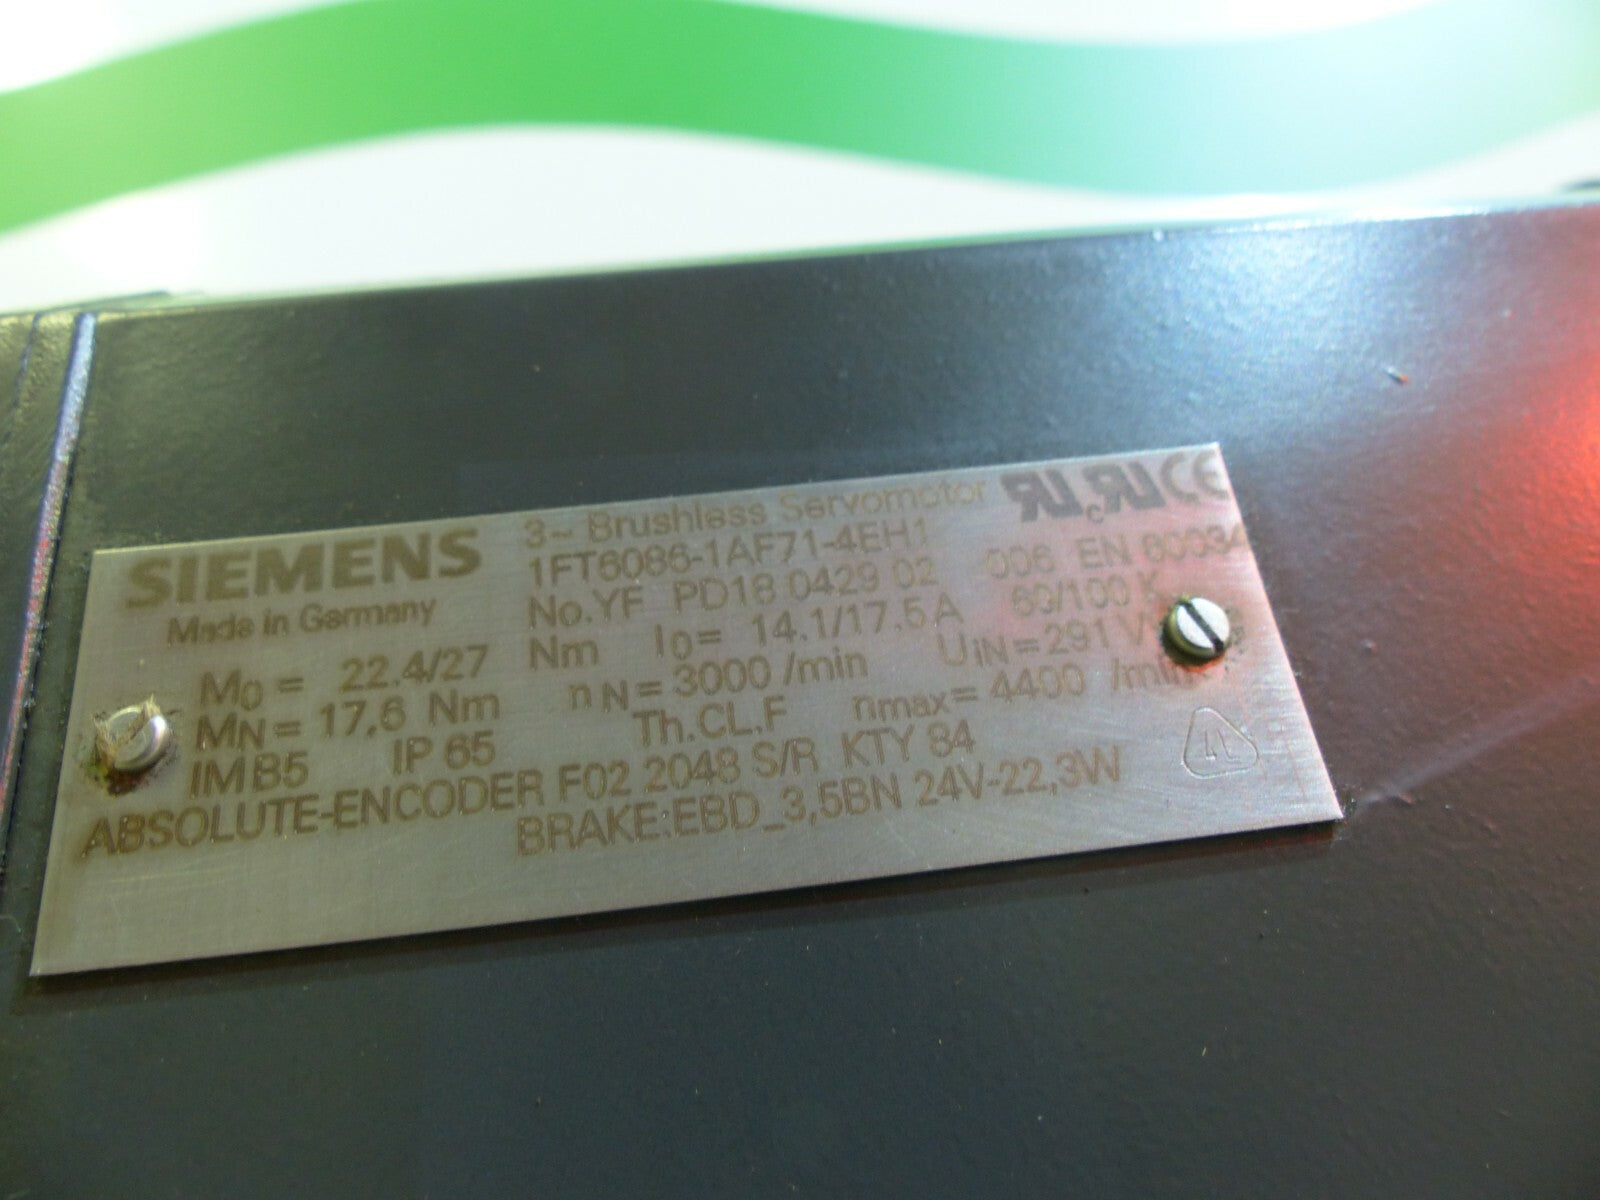 SIEMENS
Made in Germany
3~ Brushless Servomotor
1FT6086-1AF71-4EH1
No.YF PD18 0429 02 006 EN 60034
M0 = 22.4/27 Nm I0= 14.1/17.5 A 60/100 K
MN= 17,6 Nm nN= 3000 /min UIN= 291 V
IM B5 IP 65 Th.CL.F nmax= 4400 /min
ABSOLUTE-ENCODER F02 2048 S/R KTY 84
BRAKE:EBD_3,5BN 24V-22,3W